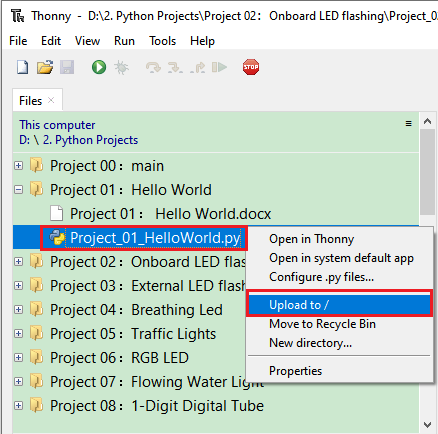 Thonny - D:\2. Python Projects\Project 02：Onboard LED flashing\Project_0
File Edit View Run Tools Help
STOP
Files ×
This computer
D: \ 2. Python Projects
Project 00：main
Project 01：Hello World
Project 01： Hello World.docx
Project_01_HelloWorld.py
Project 02：Onboard LED flas
Project 03：External LED flash
Project 04：Breathing Led
Project 05：Traffic Lights
Project 06：RGB LED
Project 07：Flowing Water Light
Project 08：1-Digit Digital Tube
Open in Thonny
Open in system default app
Configure .py files...
Upload to /
Move to Recycle Bin
New directory...
Properties